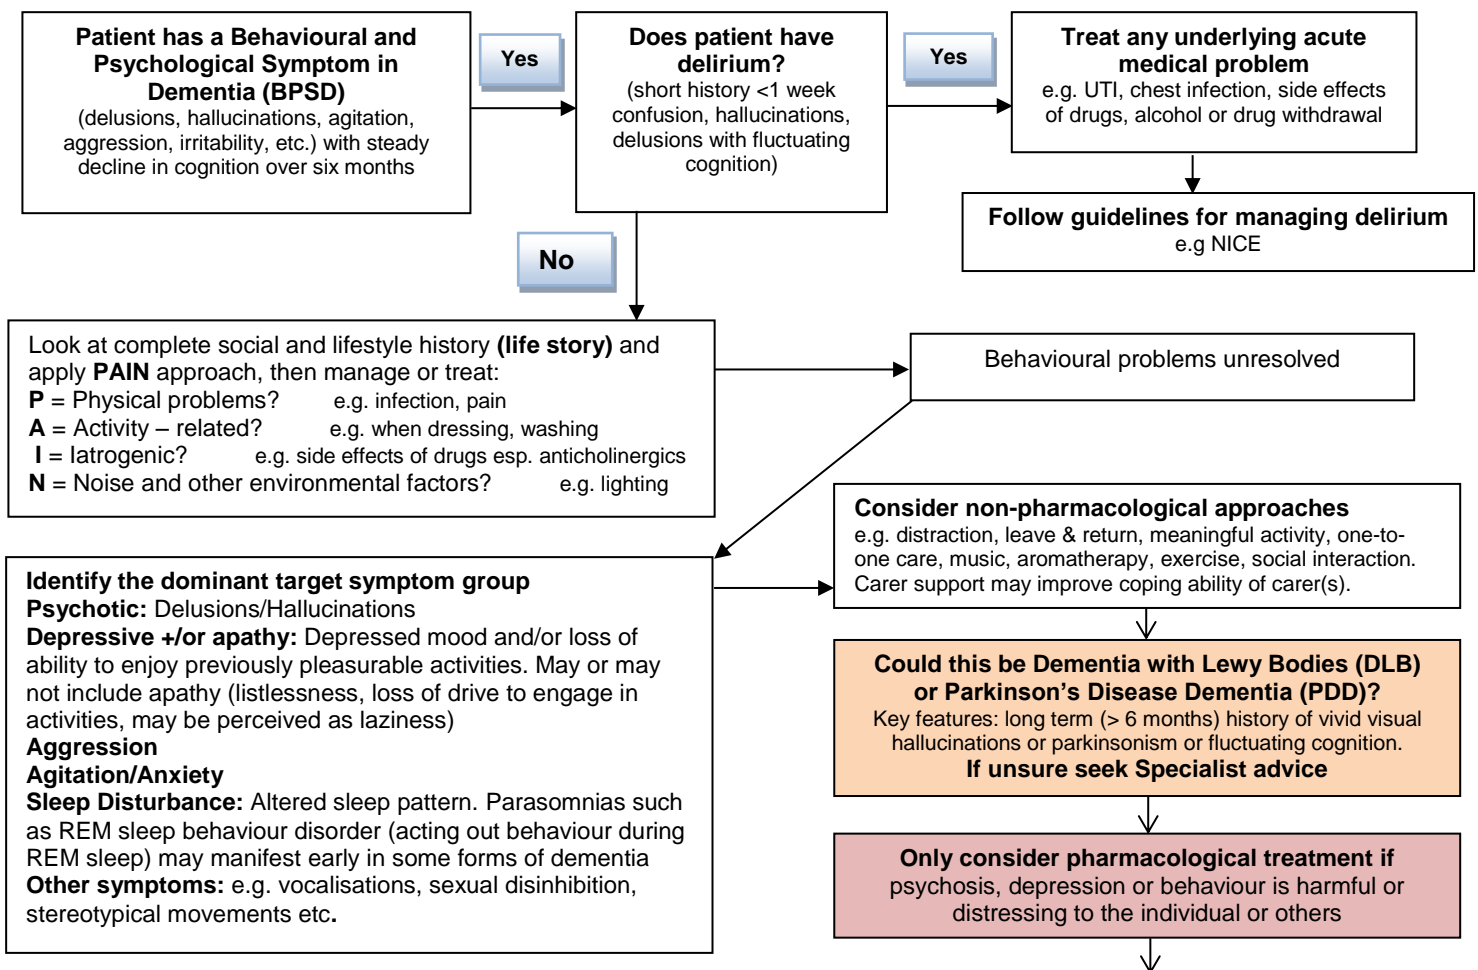 Patient has a Behavioural and
Psychological Symptom in
Dementia (BPSD)
(delusions, hallucinations, agitation,
aggression, irritability, etc.) with steady
decline in cognition over six months
Yes
Does patient have
delirium?
(short history <1 week
confusion, hallucinations,
delusions with fluctuating
cognition)
Yes
Treat any underlying acute
medical problem
e.g. UTI, chest infection, side effects
of drugs, alcohol or drug withdrawal
Follow guidelines for managing delirium
e.g NICE
No
Look at complete social and lifestyle history (life story) and
apply PAIN approach, then manage or treat:
P = Physical problems? e.g. infection, pain
A = Activity – related? e.g. when dressing, washing
I = Iatrogenic? e.g. side effects of drugs esp. anticholinergics
N = Noise and other environmental factors? e.g. lighting
Behavioural problems unresolved
Identify the dominant target symptom group
Psychotic: Delusions/Hallucinations
Depressive +/or apathy: Depressed mood and/or loss of
ability to enjoy previously pleasurable activities. May or may
not include apathy (listlessness, loss of drive to engage in
activities, may be perceived as laziness)
Aggression
Agitation/Anxiety
Sleep Disturbance: Altered sleep pattern. Parasomnias such
as REM sleep behaviour disorder (acting out behaviour during
REM sleep) may manifest early in some forms of dementia
Other symptoms: e.g. vocalisations, sexual disinhibition,
stereotypical movements etc.
Consider non-pharmacological approaches
e.g. distraction, leave & return, meaningful activity, one-to-
one care, music, aromatherapy, exercise, social interaction.
Carer support may improve coping ability of carer(s).
Could this be Dementia with Lewy Bodies (DLB)
or Parkinson's Disease Dementia (PDD)?
Key features: long term (> 6 months) history of vivid visual
hallucinations or parkinsonism or fluctuating cognition.
If unsure seek Specialist advice
Only consider pharmacological treatment if
psychosis, depression or behaviour is harmful or
distressing to the individual or others